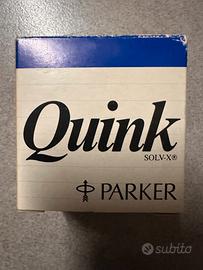 Quink
SOLV-X®
PARKER
subito